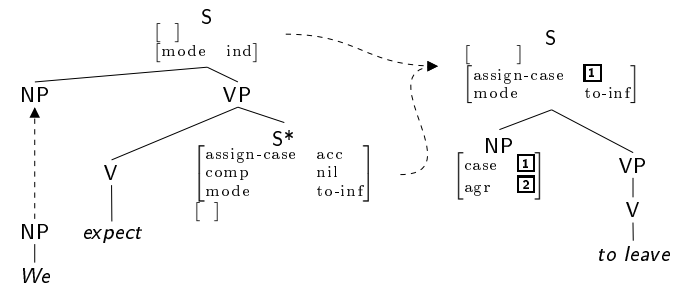 S
[ ]
[mode ind]
S
[ ]
[assign-case 1
mode to-inf]
NP VP
S*
[assign-case acc
comp nil
mode to-inf]
[ ]
V
NP
[case 1
agr 2]
VP
V
NP
expect
to leave
We